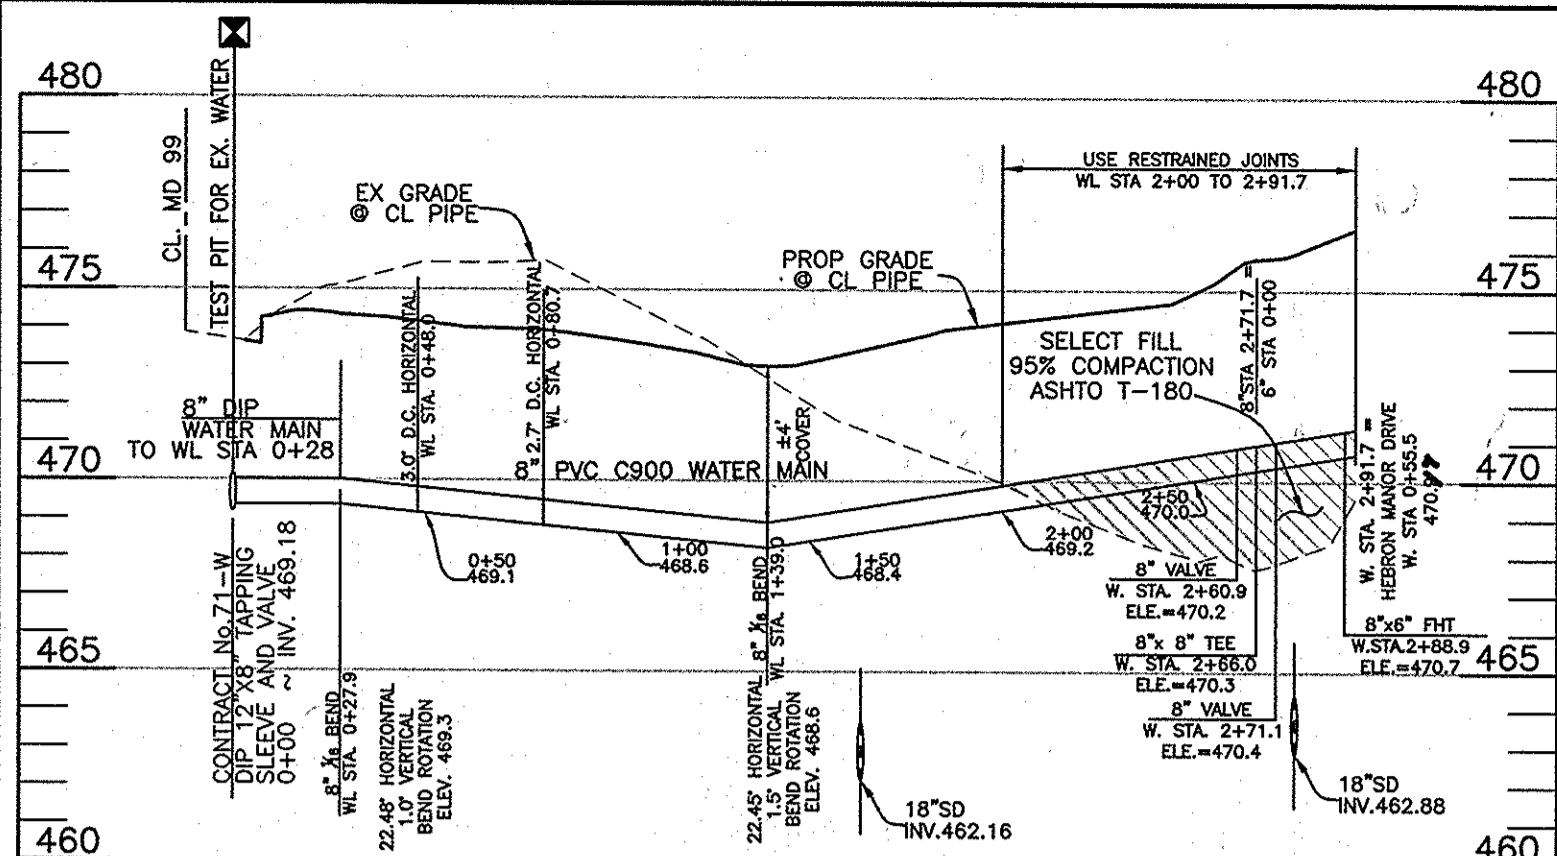 480
480
CL. MD 99
TEST PIT FOR EX. WATER
USE RESTRAINED JOINTS
WL STA 2+00 TO 2+91.7
EX GRADE
@ CL PIPE
PROP GRADE
@ CL PIPE
475
475
3.0° D.C. HORIZONTAL
WL STA. 0+48.0
2.7° D.C. HORIZONTAL
WL STA. 0+80.7
SELECT FILL
95% COMPACTION
ASHTO T-180
8"STA 2+71.7 =
6" STA 0+00
8" DIP
WATER MAIN
TO WL STA 0+28
±4'
COVER
8" PVC C900 WATER MAIN
470
470
W. STA. 2+91.7 =
HEBRON MANOR DRIVE
W. STA 0+55.5
0+50
469.1
1+00
468.6
1+50
468.4
2+00
469.2
2+50
470.0
8" VALVE
W. STA. 2+60.9
ELE.=470.2
8"x 8" TEE
W. STA. 2+66.0
ELE.=470.3
8" VALVE
W. STA. 2+71.1
ELE.=470.4
8"x6" FHT
W.STA.2+88.9
ELE.=470.7
465
465
CONTRACT No.71-W
DIP 12"X8" TAPPING
SLEEVE AND VALVE
0+00 ~ INV. 469.18
8" 1/16 BEND
WL STA. 0+27.9
22.48° HORIZONTAL
1.0° VERTICAL
BEND ROTATION
ELEV. 469.3
8" 1/16 BEND
WL STA. 1+39.0
22.45° HORIZONTAL
1.5° VERTICAL
BEND ROTATION
ELEV. 468.6
18"SD
INV.462.16
18"SD
INV.462.88
460
460